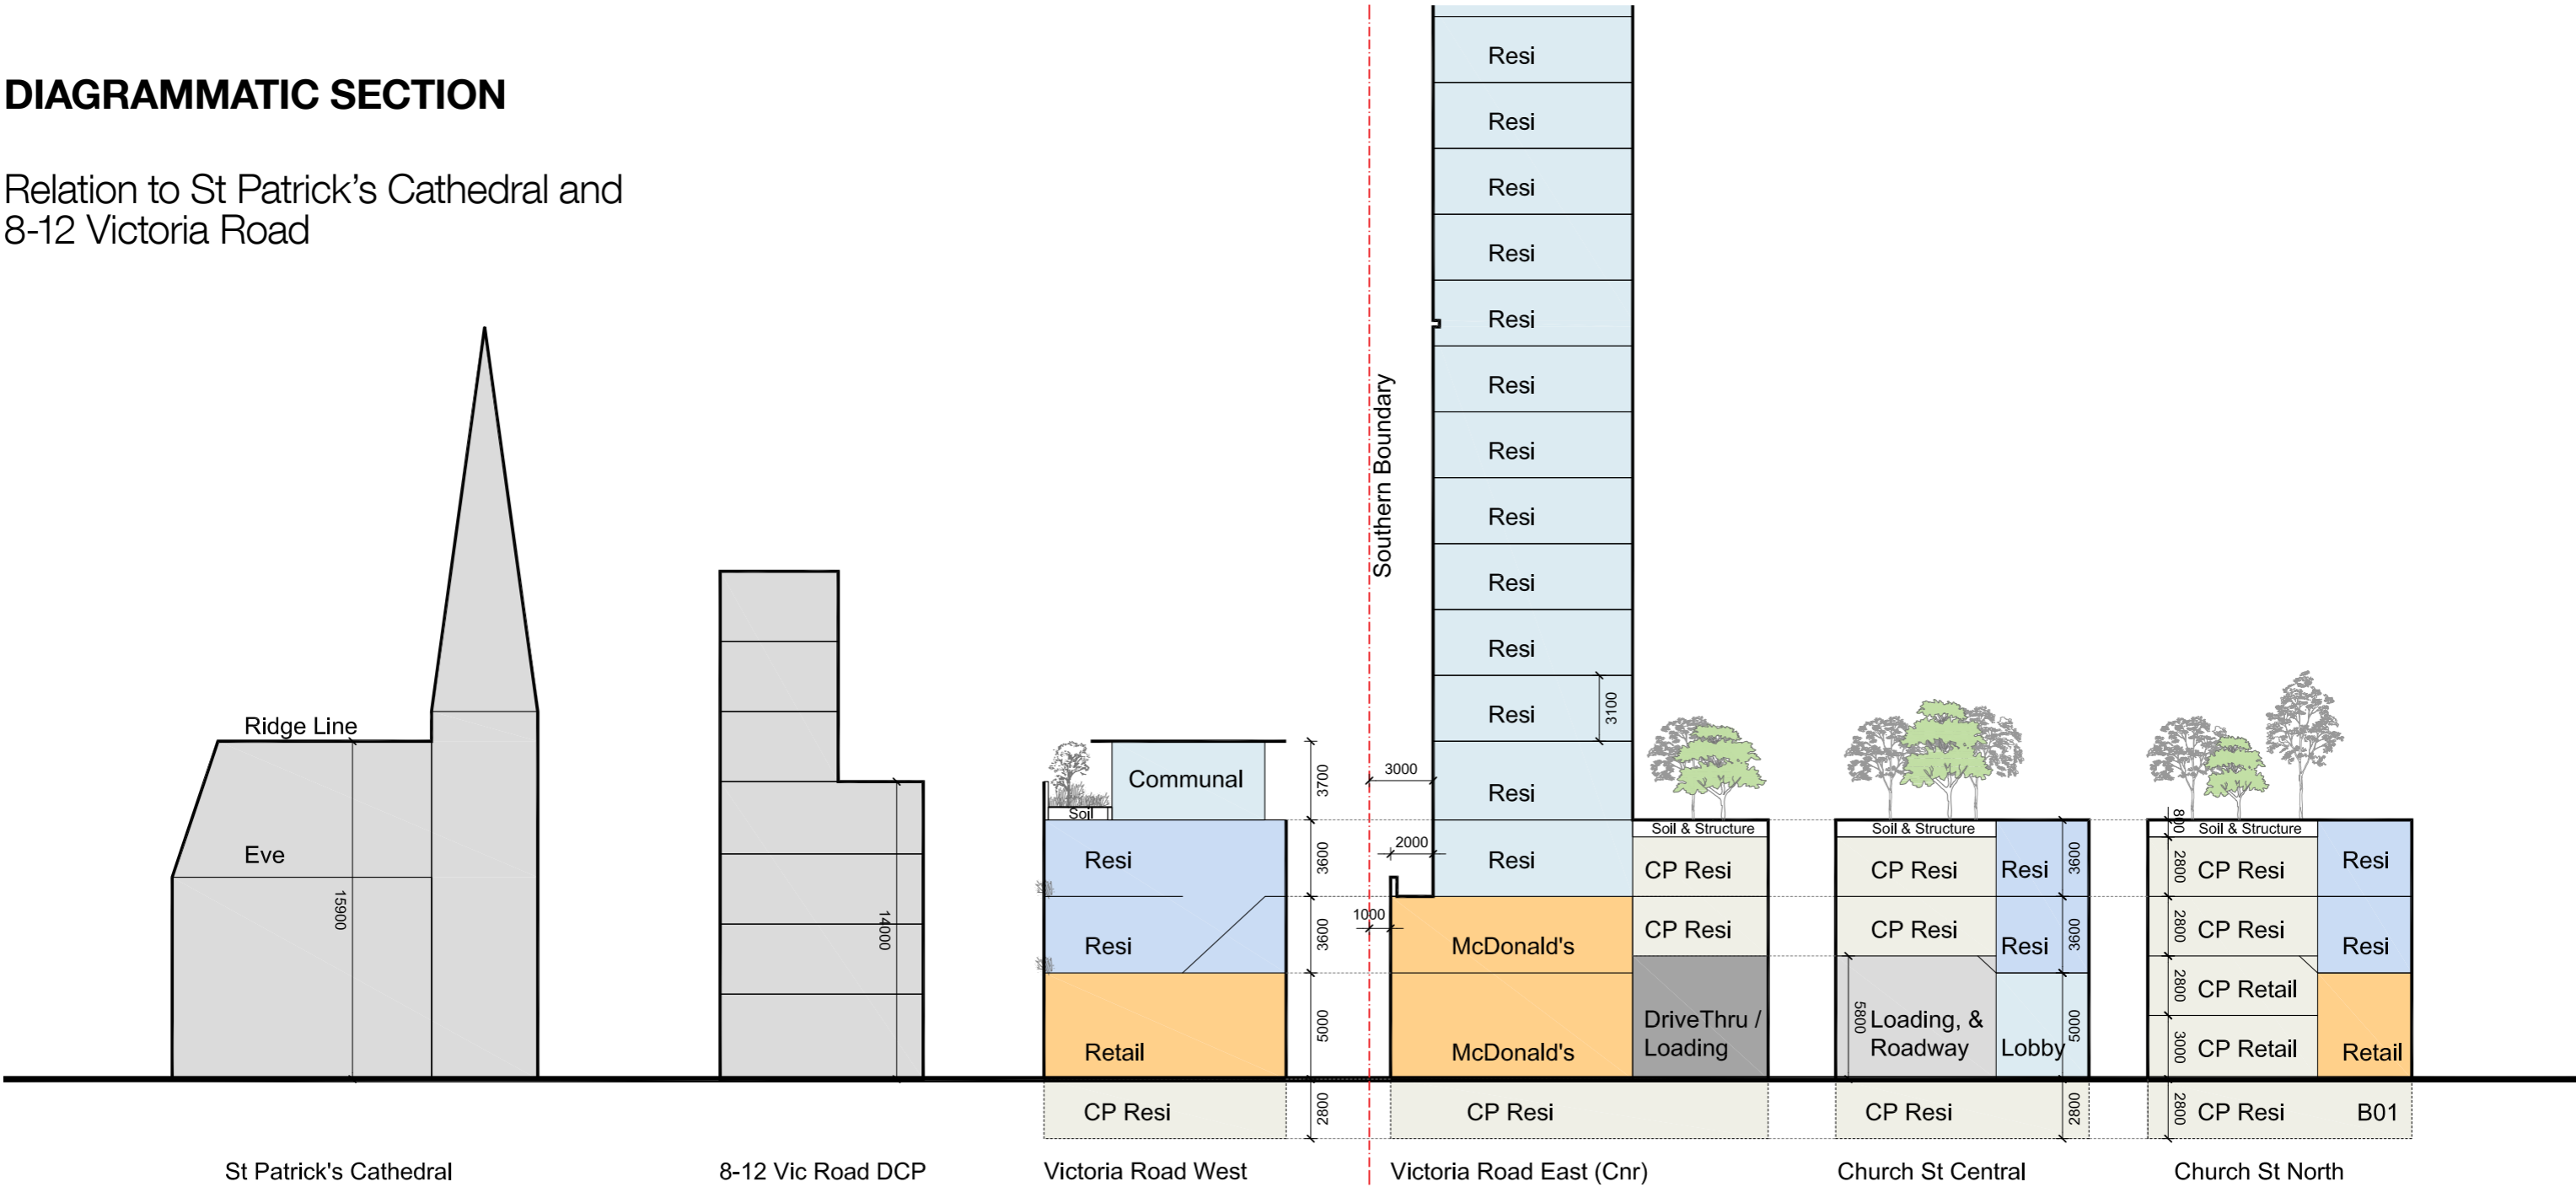 DIAGRAMMATIC SECTION
Relation to St Patrick's Cathedral and
8-12 Victoria Road
Ridge Line
Eve
15900
St Patrick's Cathedral
14000
8-12 Vic Road DCP
Communal
Soil
Resi
Resi
Retail
CP Resi
3700
3600
3600
5000
2800
Victoria Road West
Southern Boundary
3000
2000
1000
Resi
Resi
Resi
Resi
Resi
Resi
Resi
Resi
Resi
Resi
Resi
3100
Resi
Resi
McDonald's
McDonald's
CP Resi
Soil & Structure
CP Resi
CP Resi
DriveThru /
Loading
Victoria Road East (Cnr)
Soil & Structure
CP Resi
CP Resi
5800
Loading, &
Roadway
CP Resi
Resi
Resi
Lobby
3600
3600
5000
2800
Church St Central
800
2800
2800
2800
3000
2800
Soil & Structure
CP Resi
CP Resi
CP Retail
CP Retail
CP Resi
Resi
Resi
Retail
B01
Church St North